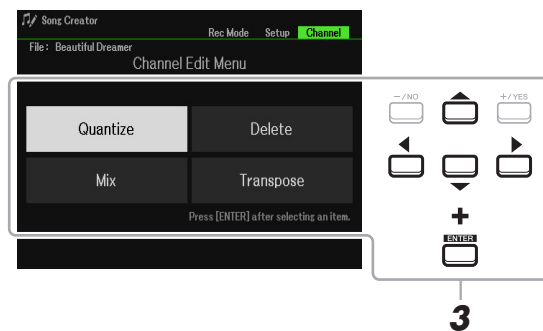 Song Creator
Rec Mode Setup Channel
File : Beautiful Dreamer
Channel Edit Menu
Quantize Delete
Mix Transpose
Press [ENTER] after selecting an item.
−/NO +/YES
+
ENTER
3